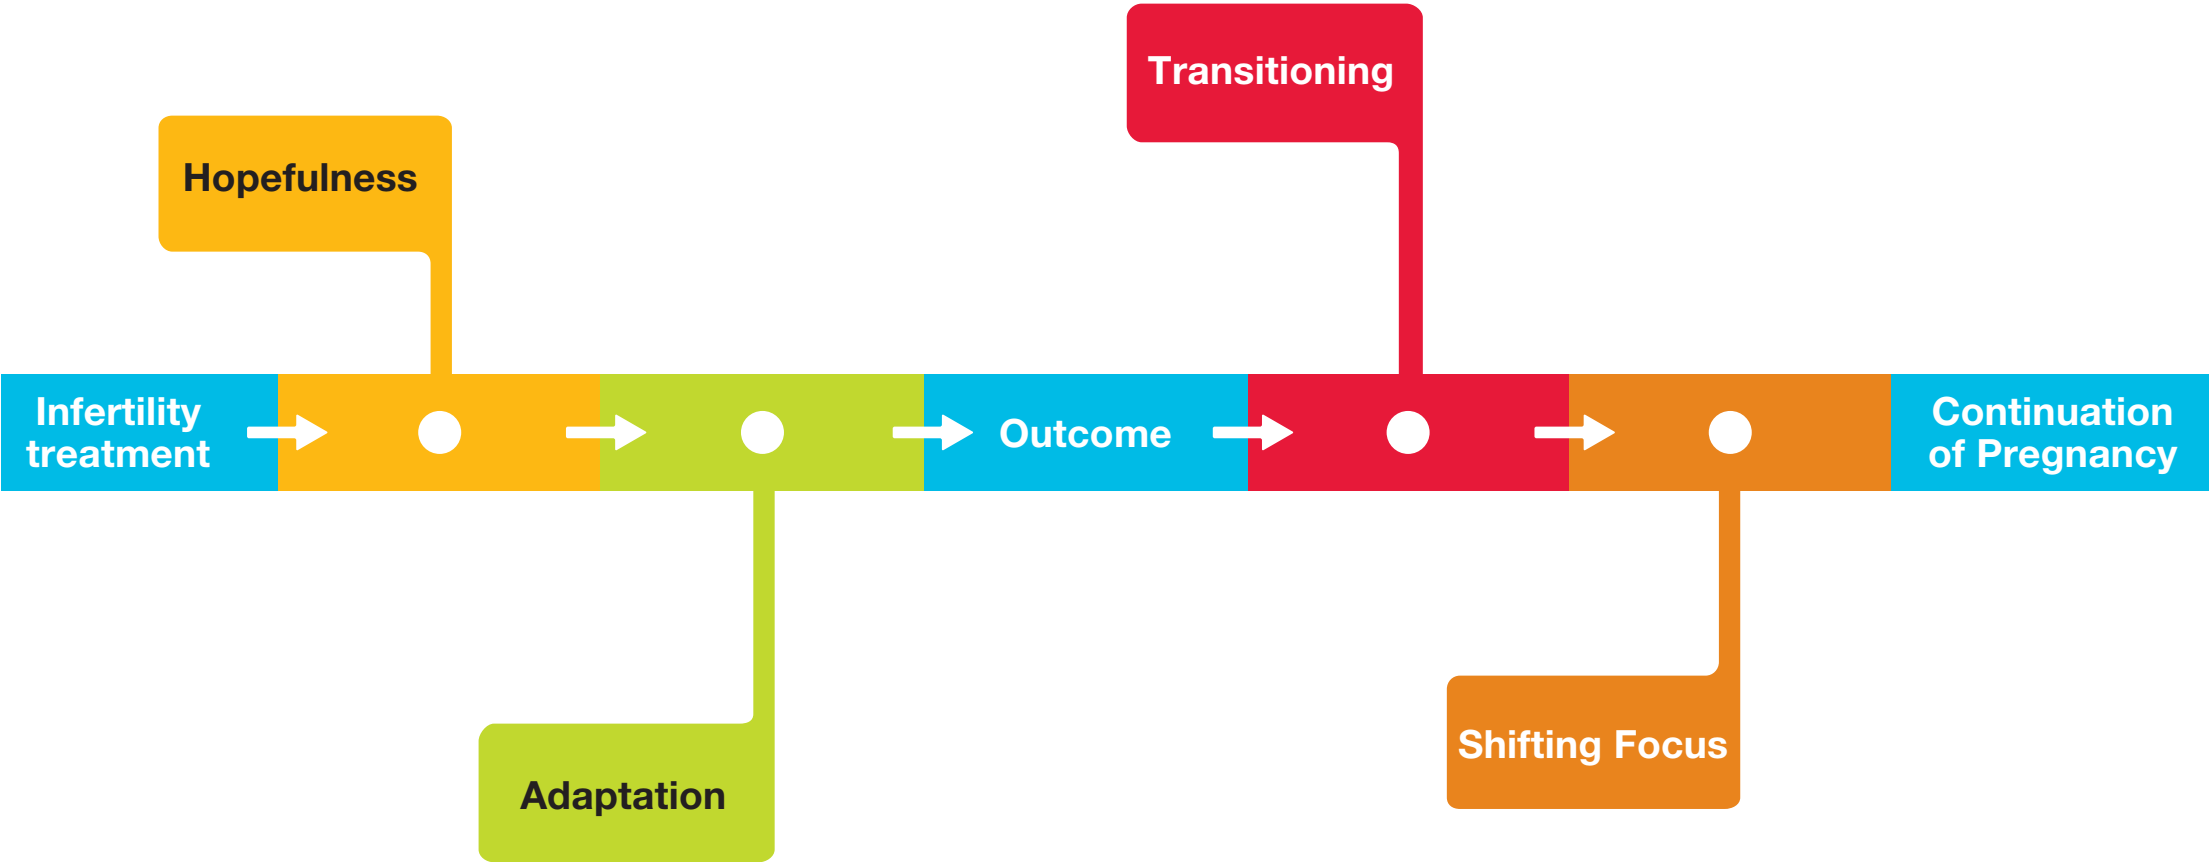 Transitioning
Hopefulness
Infertility
treatment
Outcome
Continuation
of Pregnancy
Shifting Focus
Adaptation